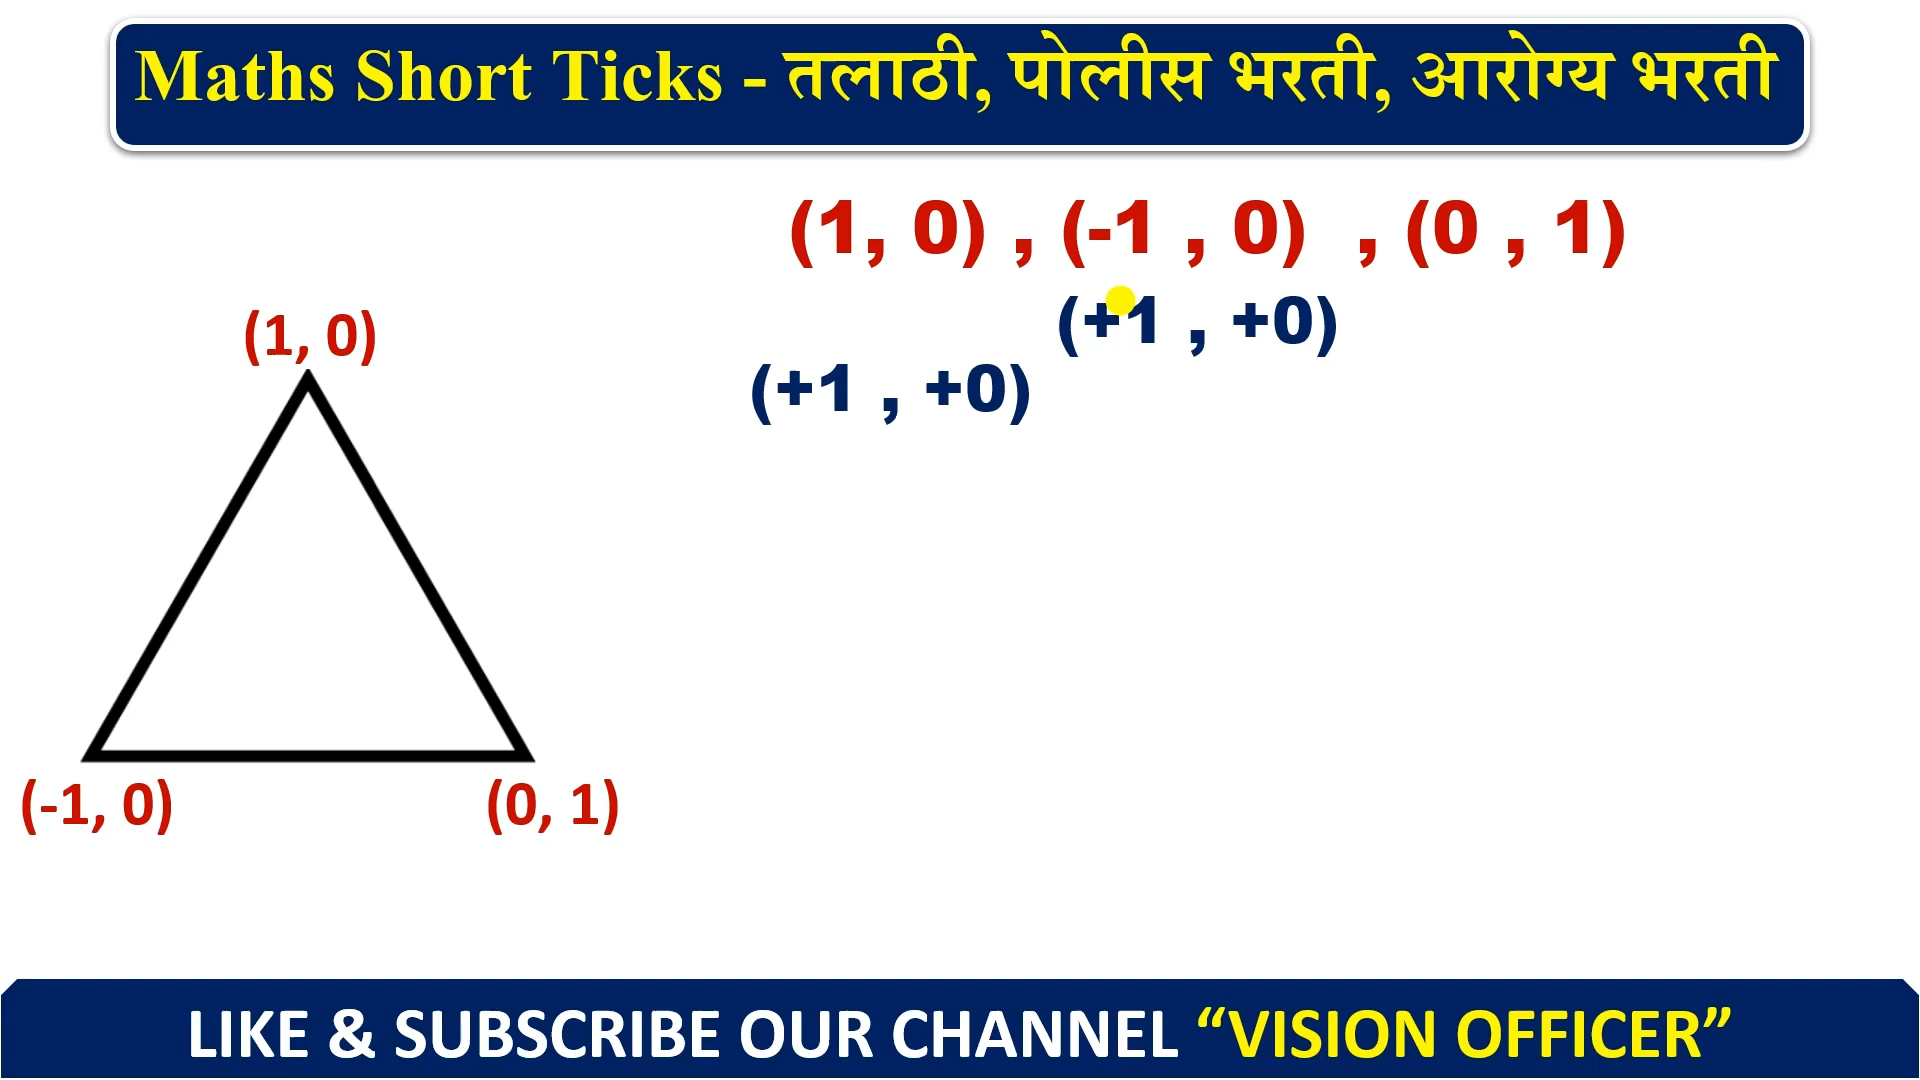 Maths Short Ticks - तलाठी, पोलीस भरती, आरोग्य भरती
(1, 0) , (-1 , 0) , (0 , 1)
(+1 , +0)
(+1 , +0)
(1, 0)
(-1, 0)
(0, 1)
LIKE & SUBSCRIBE OUR CHANNEL “VISION OFFICER”